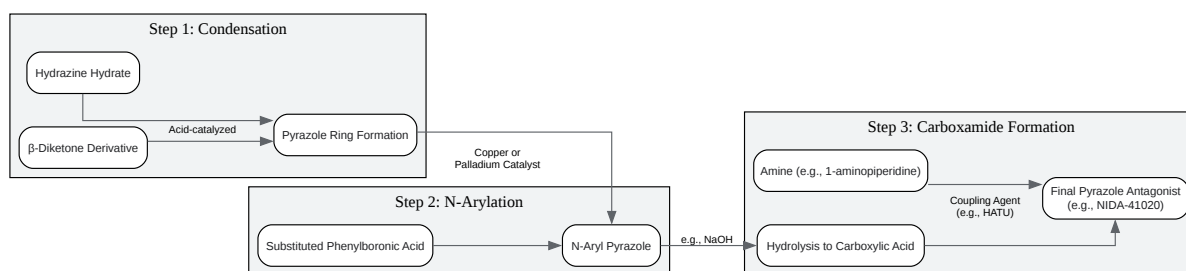 Step 1: Condensation
Hydrazine Hydrate
Acid-catalyzed
β-Diketone Derivative
Pyrazole Ring Formation
Copper or
Palladium Catalyst
Step 2: N-Arylation
Substituted Phenylboronic Acid
N-Aryl Pyrazole
e.g., NaOH
Step 3: Carboxamide Formation
Amine (e.g., 1-aminopiperidine)
Coupling Agent
(e.g., HATU)
Hydrolysis to Carboxylic Acid
Final Pyrazole Antagonist
(e.g., NIDA-41020)